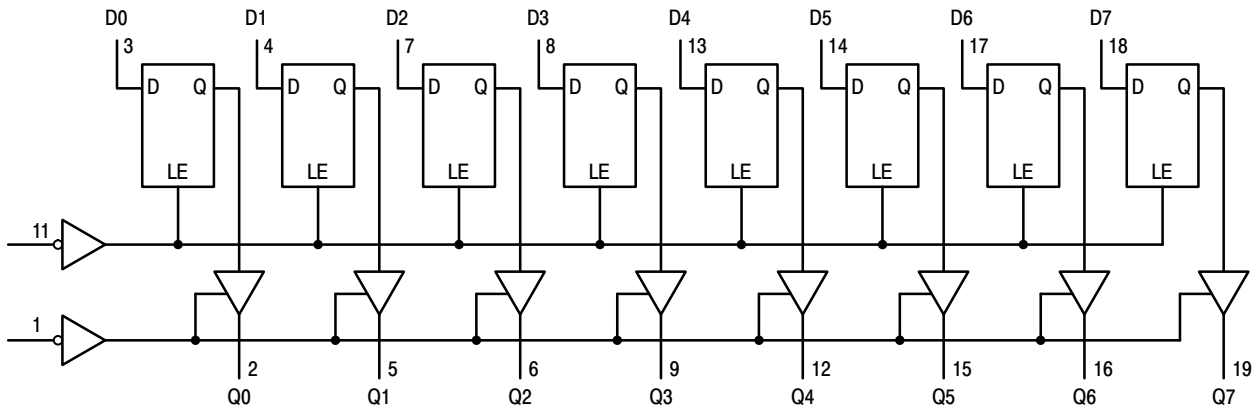 D0 D1 D2 D3 D4 D5 D6 D7
3 4 7 8 13 14 17 18
D Q D Q D Q D Q D Q D Q D Q D Q
LE LE LE LE LE LE LE LE
11
1
2 5 6 9 12 15 16 19
Q0 Q1 Q2 Q3 Q4 Q5 Q6 Q7